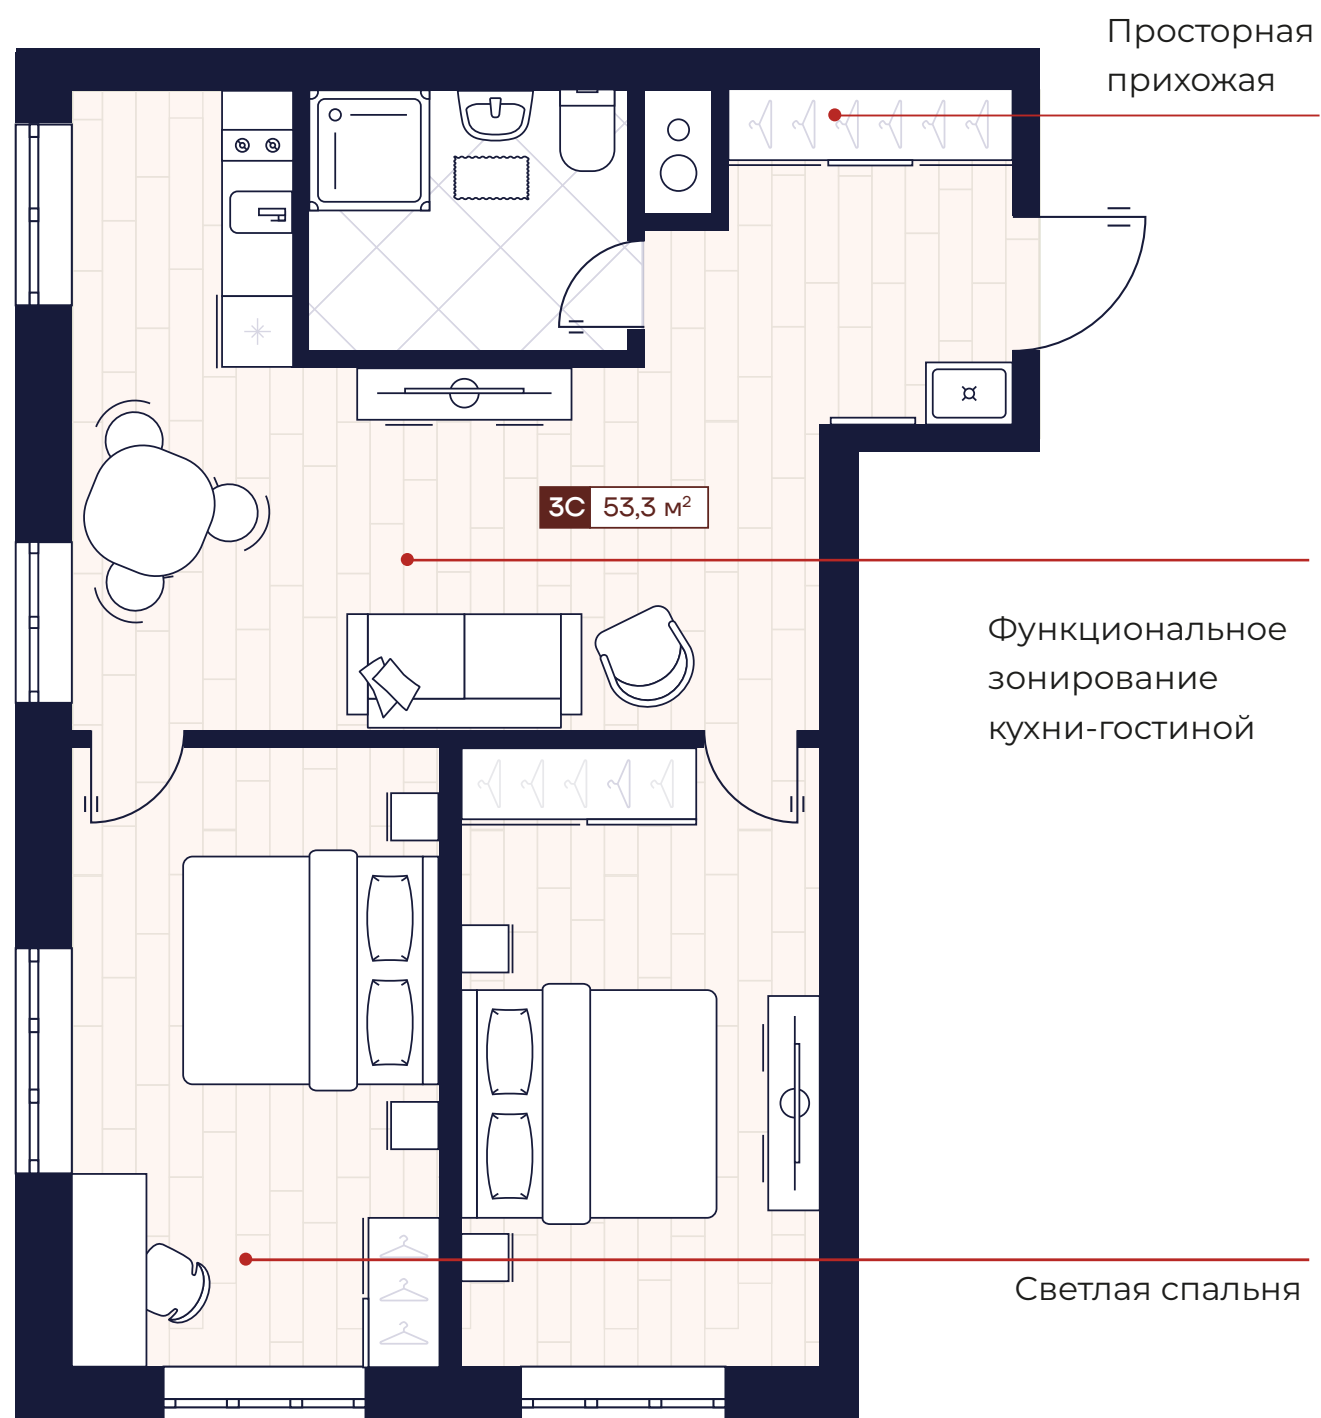 Просторная
прихожая
3С 53,3 м²
Функциональное
зонирование
кухни-гостиной
Светлая спальня